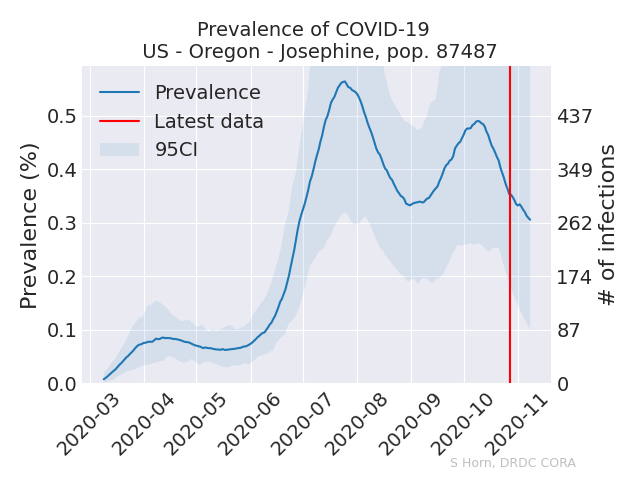 Prevalence of COVID-19
US - Oregon - Josephine, pop. 87487
Prevalence
Latest data
95CI
Prevalence (%)
0.5
0.4
0.3
0.2
0.1
0.0
437
349
262
174
87
0
# of infections
2020-03
2020-04
2020-05
2020-06
2020-07
2020-08
2020-09
2020-10
2020-11
S Horn, DRDC CORA